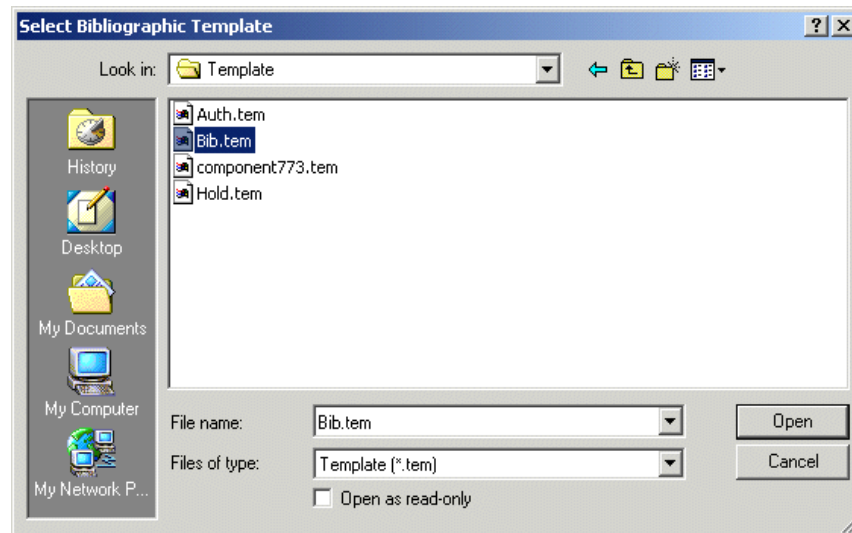 Select Bibliographic Template
Look in: Template
Auth.tem
Bib.tem
component773.tem
Hold.tem
History
Desktop
My Documents
My Computer
My Network P...
File name: Bib.tem Open
Files of type: Template (*.tem) Cancel
Open as read-only